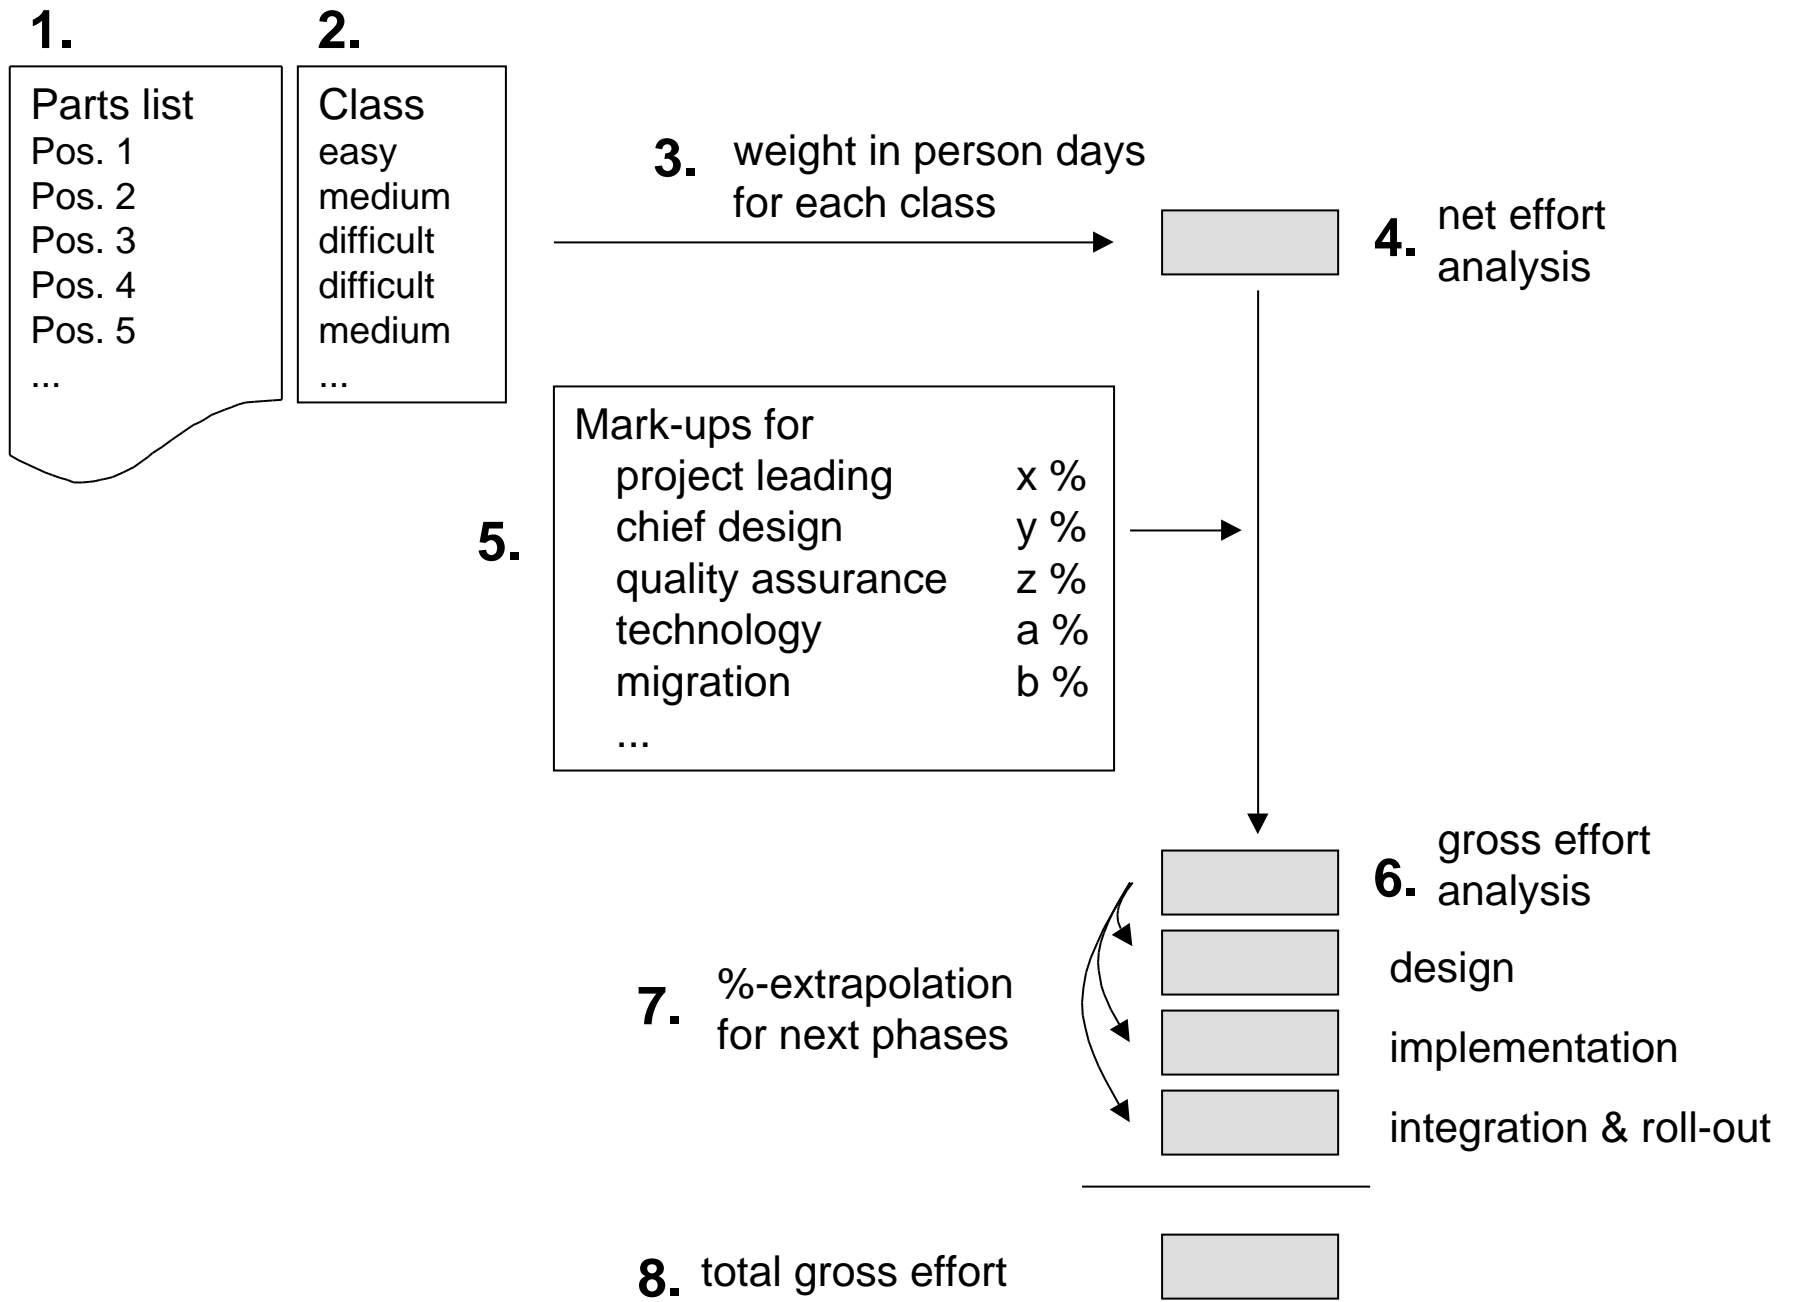 1.
2.
Parts list
Pos. 1
Pos. 2
Pos. 3
Pos. 4
Pos. 5
...
Class
easy
medium
difficult
difficult
medium
...
3. weight in person days
for each class
4. net effort
analysis
5.
Mark-ups for
project leading x %
chief design y %
quality assurance z %
technology a %
migration b %
...
6. gross effort
analysis
design
implementation
integration & roll-out
7. %-extrapolation
for next phases
8. total gross effort